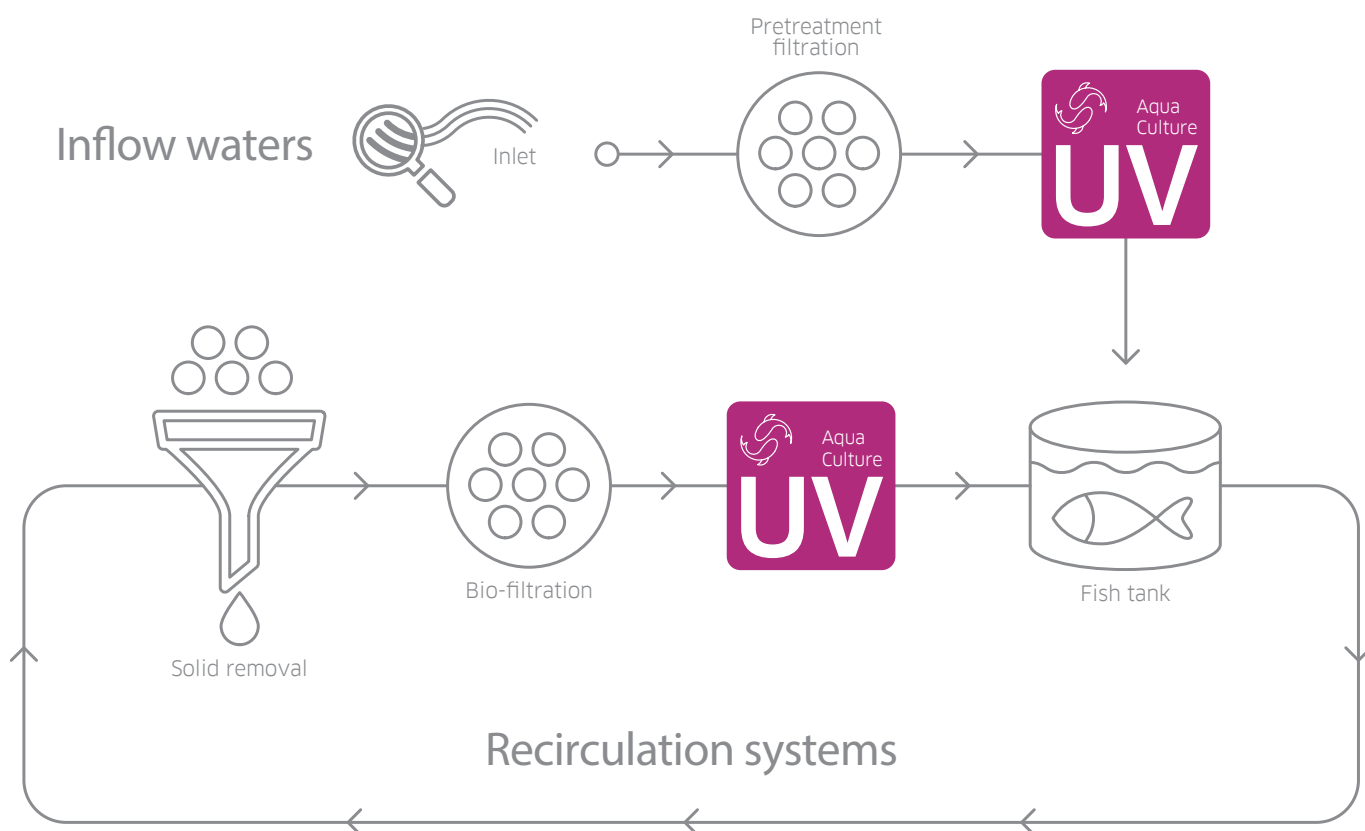 Pretreatment
filtration
Inflow waters
Inlet
Aqua
Culture
UV
Aqua
Culture
UV
Bio-filtration
Fish tank
Solid removal
Recirculation systems